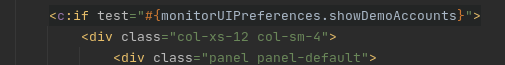 <c:if test="#{monitorUIPreferences.showDemoAccounts}">
<div class="col-xs-12 col-sm-4">
<div class="panel panel-default">